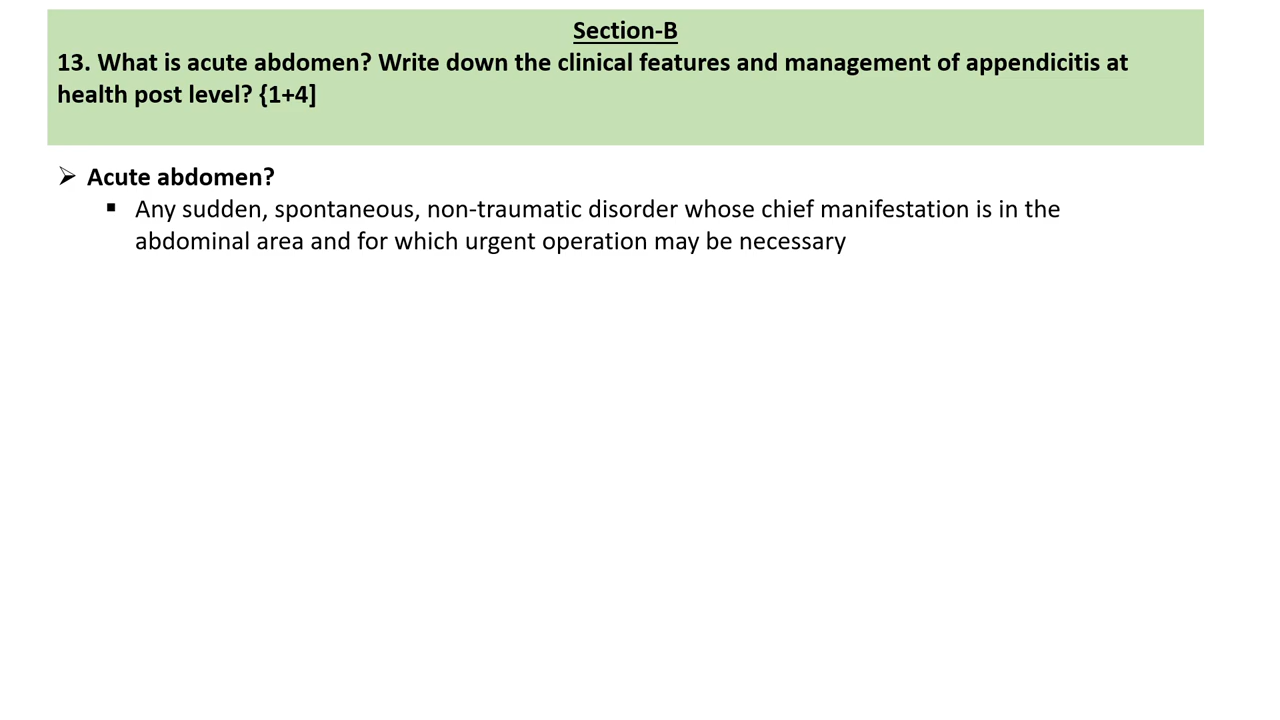 Section-B
13. What is acute abdomen? Write down the clinical features and management of appendicitis at
health post level? {1+4]
➢ Acute abdomen?
▪ Any sudden, spontaneous, non-traumatic disorder whose chief manifestation is in the
abdominal area and for which urgent operation may be necessary